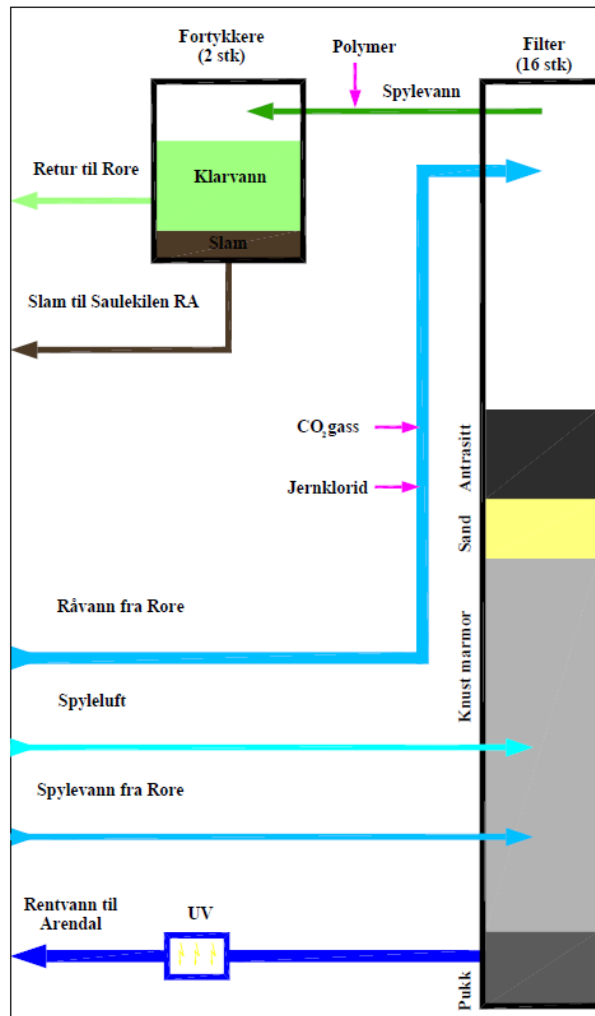 Fortykkere
(2 stk)
Polymer
Filter
(16 stk)
Spylevann
Retur til Rore
Klarvann
Slam
Slam til Saulekilen RA
CO₂gass
Jernklorid
Antrasitt
Sand
Råvann fra Rore
Knust marmor
Spyleluft
Spylevann fra Rore
Rentvann til
Arendal
UV
Pukk